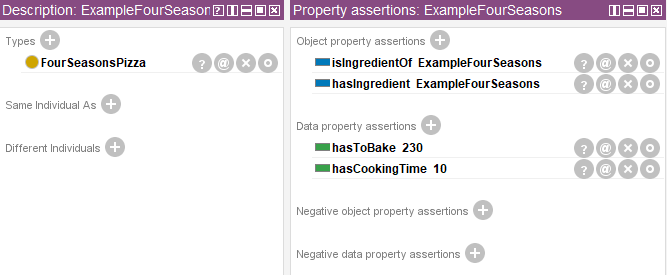 Description: ExampleFourSeason
Types
FourSeasonsPizza
Same Individual As
Different Individuals
Property assertions: ExampleFourSeasons
Object property assertions
isIngredientOf ExampleFourSeasons
hasIngredient ExampleFourSeasons
Data property assertions
hasToBake 230
hasCookingTime 10
Negative object property assertions
Negative data property assertions